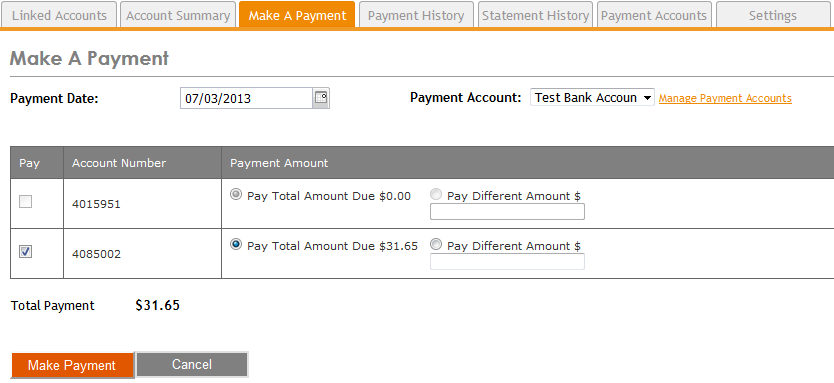 Linked Accounts Account Summary Make A Payment Payment History Statement History Payment Accounts Settings
Make A Payment
Payment Date: 07/03/2013 Payment Account: Test Bank Accoun Manage Payment Accounts
Pay Account Number Payment Amount
4015951 Pay Total Amount Due $0.00 Pay Different Amount $
4085002 Pay Total Amount Due $31.65 Pay Different Amount $
Total Payment $31.65
Make Payment Cancel